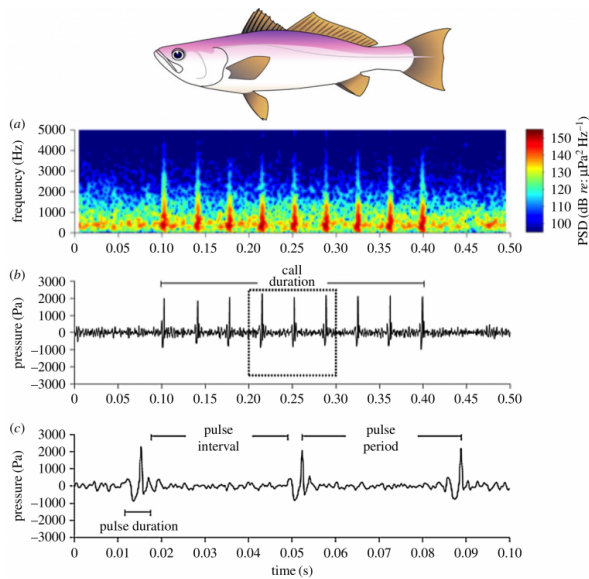 (a)
5000
4000
3000
2000
1000
0
frequency (Hz)
0 0.05 0.10 0.15 0.20 0.25 0.30 0.35 0.40 0.45 0.50
150
140
130
120
110
100
PSD (dB re: µPa² Hz⁻¹)
(b)
call
duration
3000
2000
1000
0
−1000
−2000
−3000
pressure (Pa)
0 0.05 0.10 0.15 0.20 0.25 0.30 0.35 0.40 0.45 0.50
(c)
pulse
interval
pulse
period
3000
2000
1000
0
−1000
−2000
−3000
pressure (Pa)
pulse duration
0 0.01 0.02 0.03 0.04 0.05 0.06 0.07 0.08 0.09 0.10
time (s)